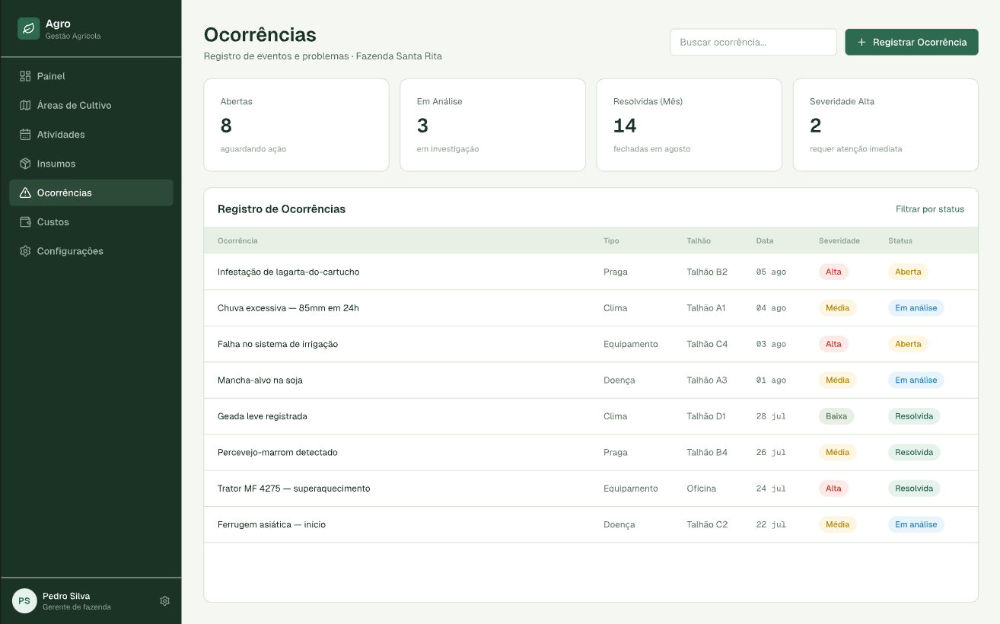 Agro
Gestão Agrícola
Painel
Áreas de Cultivo
Atividades
Insumos
Ocorrências
Custos
Configurações
PS
Pedro Silva
Gerente de fazenda
Ocorrências
Registro de eventos e problemas · Fazenda Santa Rita
Buscar ocorrência...
+ Registrar Ocorrência
Abertas
8
aguardando ação
Em Análise
3
em investigação
Resolvidas (Mês)
14
fechadas em agosto
Severidade Alta
2
requer atenção imediata
Registro de Ocorrências
Filtrar por status
Ocorrência Tipo Talhão Data Severidade Status
Infestação de lagarta-do-cartucho Praga Talhão B2 05 ago Alta Aberta
Chuva excessiva — 85mm em 24h Clima Talhão A1 04 ago Média Em análise
Falha no sistema de irrigação Equipamento Talhão C4 03 ago Alta Aberta
Mancha-alvo na soja Doença Talhão A3 01 ago Média Em análise
Geada leve registrada Clima Talhão D1 28 jul Baixa Resolvida
Percevejo-marrom detectado Praga Talhão B4 26 jul Média Resolvida
Trator MF 4275 — superaquecimento Equipamento Oficina 24 jul Alta Resolvida
Ferrugem asiática — início Doença Talhão C2 22 jul Média Em análise